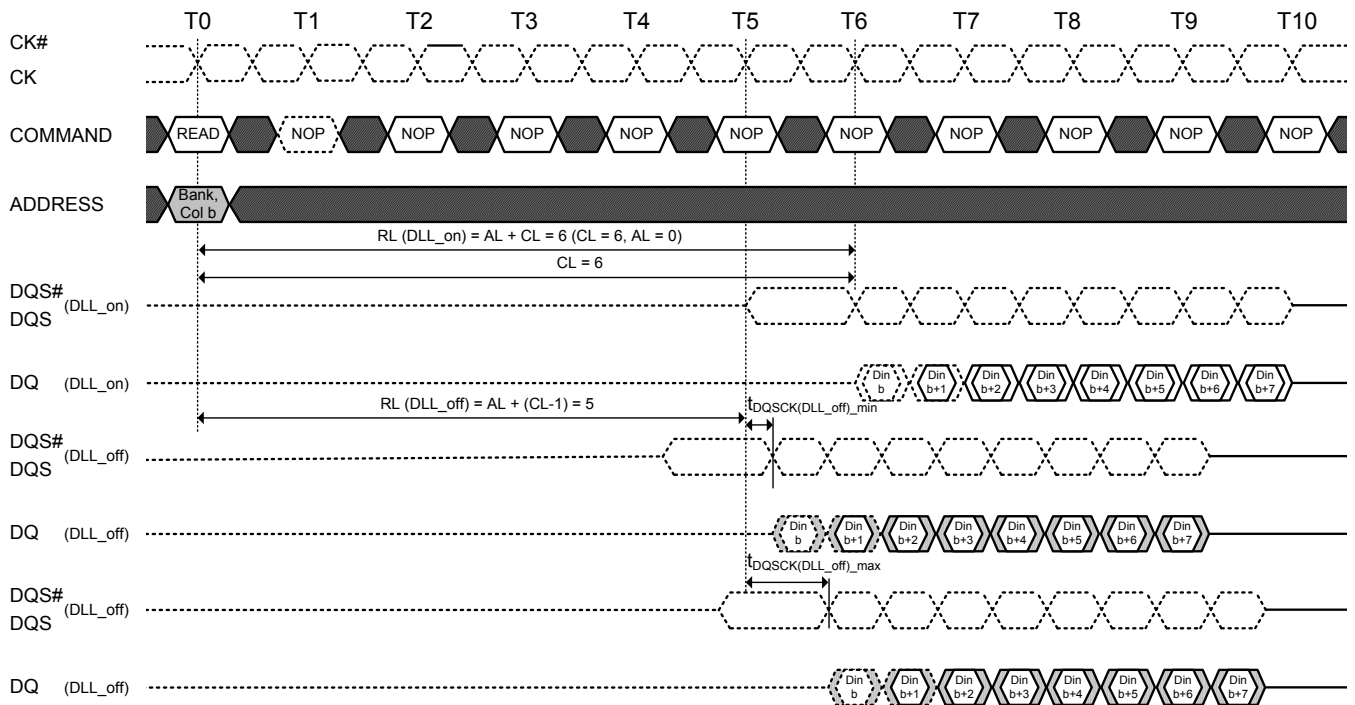 T0 T1 T2 T3 T4 T5 T6 T7 T8 T9 T10
CK#
CK
COMMAND READ NOP NOP NOP NOP NOP NOP NOP NOP NOP NOP
ADDRESS Bank,
Col b
RL (DLL_on) = AL + CL = 6 (CL = 6, AL = 0)
CL = 6
DQS# (DLL_on)
DQS
DQ (DLL_on) Din Din Din Din Din Din Din Din
b b+1 b+2 b+3 b+4 b+5 b+6 b+7
RL (DLL_off) = AL + (CL-1) = 5 tDQSCK(DLL_off)_min
DQS# (DLL_off)
DQS
DQ (DLL_off) Din Din Din Din Din Din Din Din
b b+1 b+2 b+3 b+4 b+5 b+6 b+7
tDQSCK(DLL_off)_max
DQS# (DLL_off)
DQS
DQ (DLL_off) Din Din Din Din Din Din Din Din
b b+1 b+2 b+3 b+4 b+5 b+6 b+7